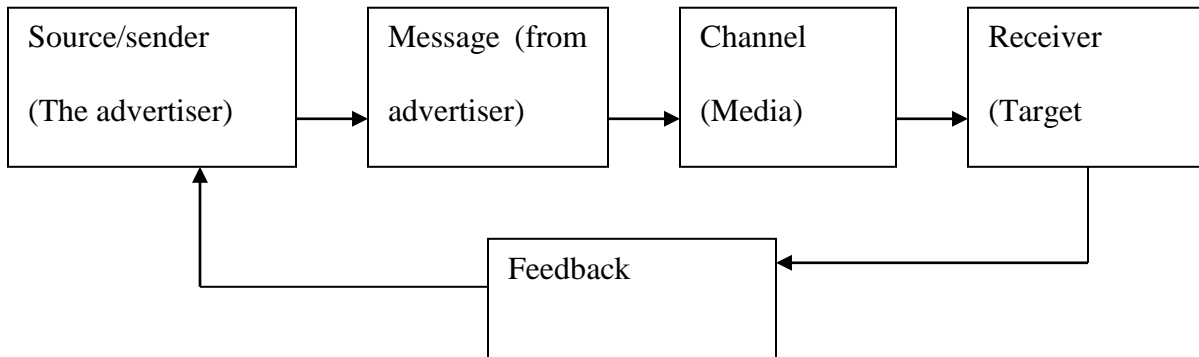 Source/sender
(The advertiser)
Message (from
advertiser)
Channel
(Media)
Receiver
(Target
Feedback